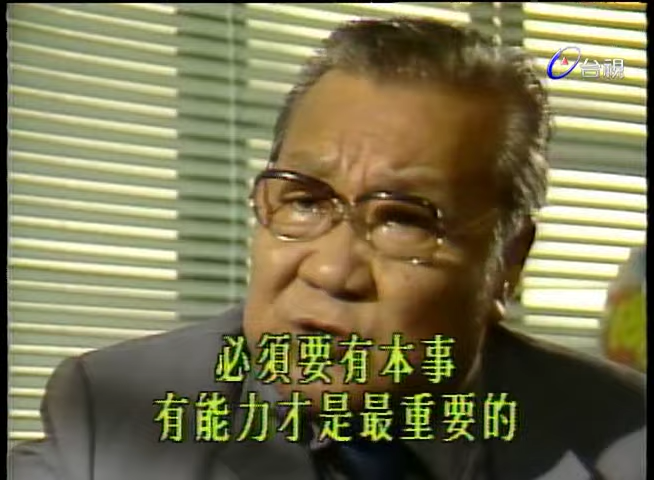 台視
必須要有本事
有能力才是最重要的